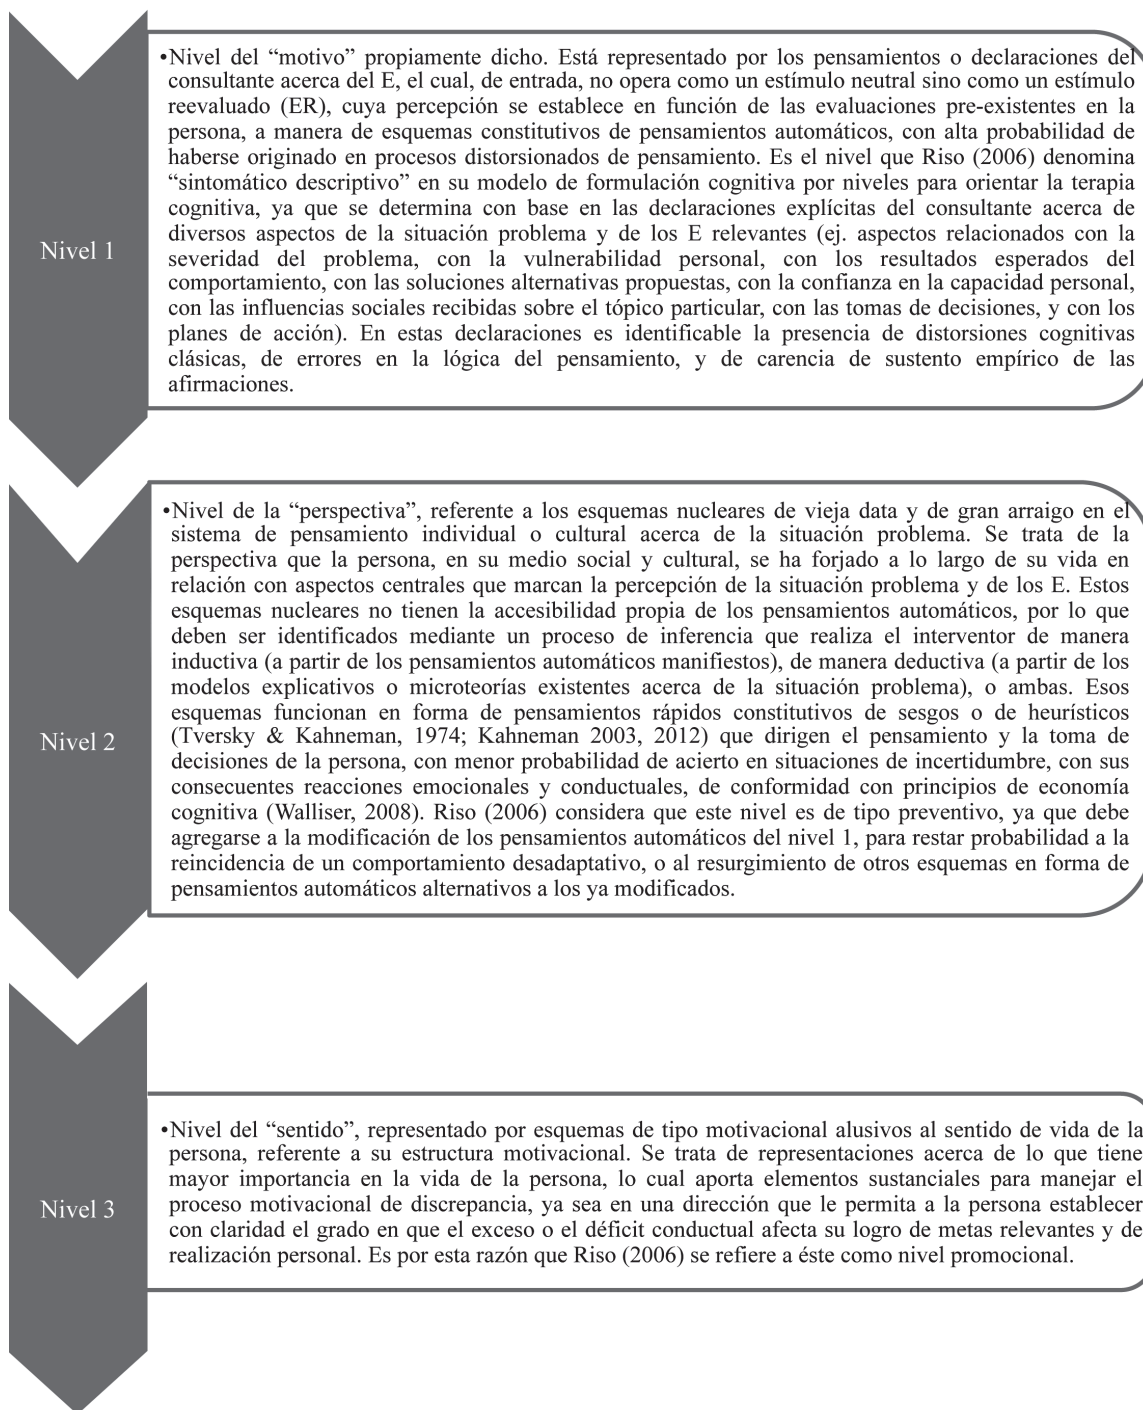 •Nivel del “motivo” propiamente dicho. Está representado por los pensamientos o declaraciones del
consultante acerca del E, el cual, de entrada, no opera como un estímulo neutral sino como un estímulo
reevaluado (ER), cuya percepción se establece en función de las evaluaciones pre-existentes en la
persona, a manera de esquemas constitutivos de pensamientos automáticos, con alta probabilidad de
haberse originado en procesos distorsionados de pensamiento. Es el nivel que Riso (2006) denomina
“sintomático descriptivo” en su modelo de formulación cognitiva por niveles para orientar la terapia
cognitiva, ya que se determina con base en las declaraciones explícitas del consultante acerca de
diversos aspectos de la situación problema y de los E relevantes (ej. aspectos relacionados con la
Nivel 1
severidad del problema, con la vulnerabilidad personal, con los resultados esperados del
comportamiento, con las soluciones alternativas propuestas, con la confianza en la capacidad personal,
con las influencias sociales recibidas sobre el tópico particular, con las tomas de decisiones, y con los
planes de acción). En estas declaraciones es identificable la presencia de distorsiones cognitivas
clásicas, de errores en la lógica del pensamiento, y de carencia de sustento empírico de las
afirmaciones.
•Nivel de la “perspectiva”, referente a los esquemas nucleares de vieja data y de gran arraigo en el
sistema de pensamiento individual o cultural acerca de la situación problema. Se trata de la
perspectiva que la persona, en su medio social y cultural, se ha forjado a lo largo de su vida en
relación con aspectos centrales que marcan la percepción de la situación problema y de los E. Estos
esquemas nucleares no tienen la accesibilidad propia de los pensamientos automáticos, por lo que
deben ser identificados mediante un proceso de inferencia que realiza el interventor de manera
inductiva (a partir de los pensamientos automáticos manifiestos), de manera deductiva (a partir de los
modelos explicativos o microteorías existentes acerca de la situación problema), o ambas. Esos
esquemas funcionan en forma de pensamientos rápidos constitutivos de sesgos o de heurísticos
Nivel 2
(Tversky & Kahneman, 1974; Kahneman 2003, 2012) que dirigen el pensamiento y la toma de
decisiones de la persona, con menor probabilidad de acierto en situaciones de incertidumbre, con sus
consecuentes reacciones emocionales y conductuales, de conformidad con principios de economía
cognitiva (Walliser, 2008). Riso (2006) considera que este nivel es de tipo preventivo, ya que debe
agregarse a la modificación de los pensamientos automáticos del nivel 1, para restar probabilidad a la
reincidencia de un comportamiento desadaptativo, o al resurgimiento de otros esquemas en forma de
pensamientos automáticos alternativos a los ya modificados.
•Nivel del “sentido”, representado por esquemas de tipo motivacional alusivos al sentido de vida de la
persona, referente a su estructura motivacional. Se trata de representaciones acerca de lo que tiene
mayor importancia en la vida de la persona, lo cual aporta elementos sustanciales para manejar el
Nivel 3
proceso motivacional de discrepancia, ya sea en una dirección que le permita a la persona establecer
con claridad el grado en que el exceso o el déficit conductual afecta su logro de metas relevantes y de
realización personal. Es por esta razón que Riso (2006) se refiere a éste como nivel promocional.